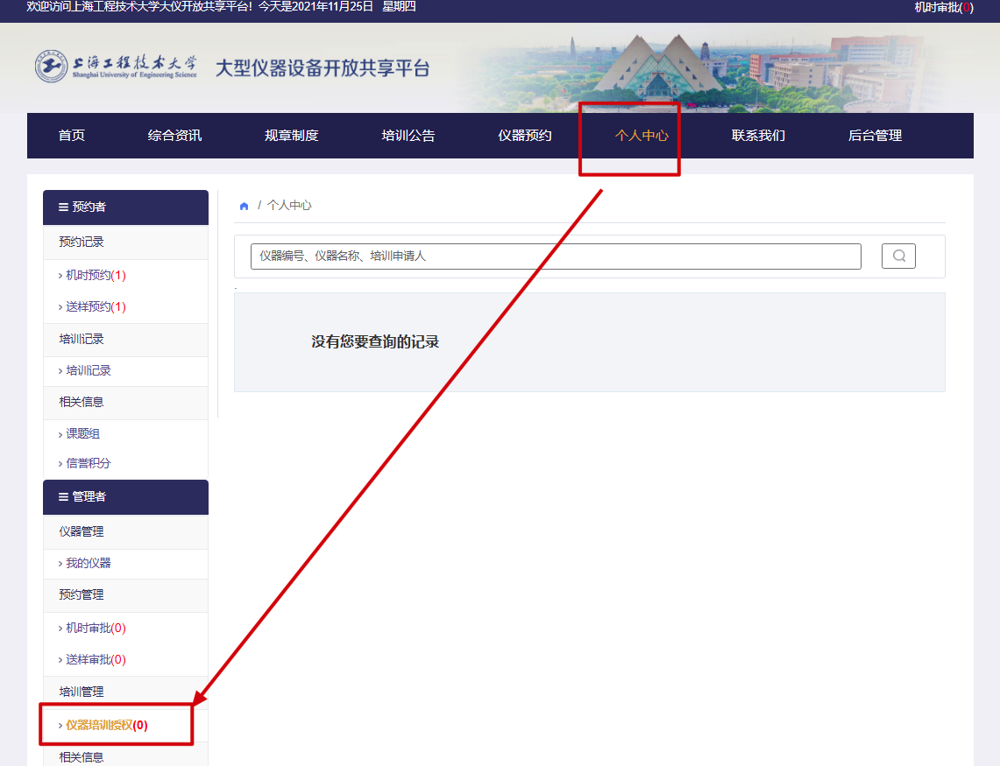 欢迎访问上海工程技术大学大仪开放共享平台！今天是2021年11月25日 星期四
机时审批(0)
上海工程技术大学
Shanghai University of Engineering Science
大型仪器设备开放共享平台
首页 综合资讯 规章制度 培训公告 仪器预约 个人中心 联系我们 后台管理
预约者
预约记录
› 机时预约(1)
› 送样预约(1)
培训记录
› 培训记录
相关信息
› 课题组
› 信誉积分
管理者
仪器管理
› 我的仪器
预约管理
› 机时审批(0)
› 送样审批(0)
培训管理
› 仪器培训授权(0)
相关信息
/ 个人中心
仪器编号、仪器名称、培训申请人
.
没有您要查询的记录